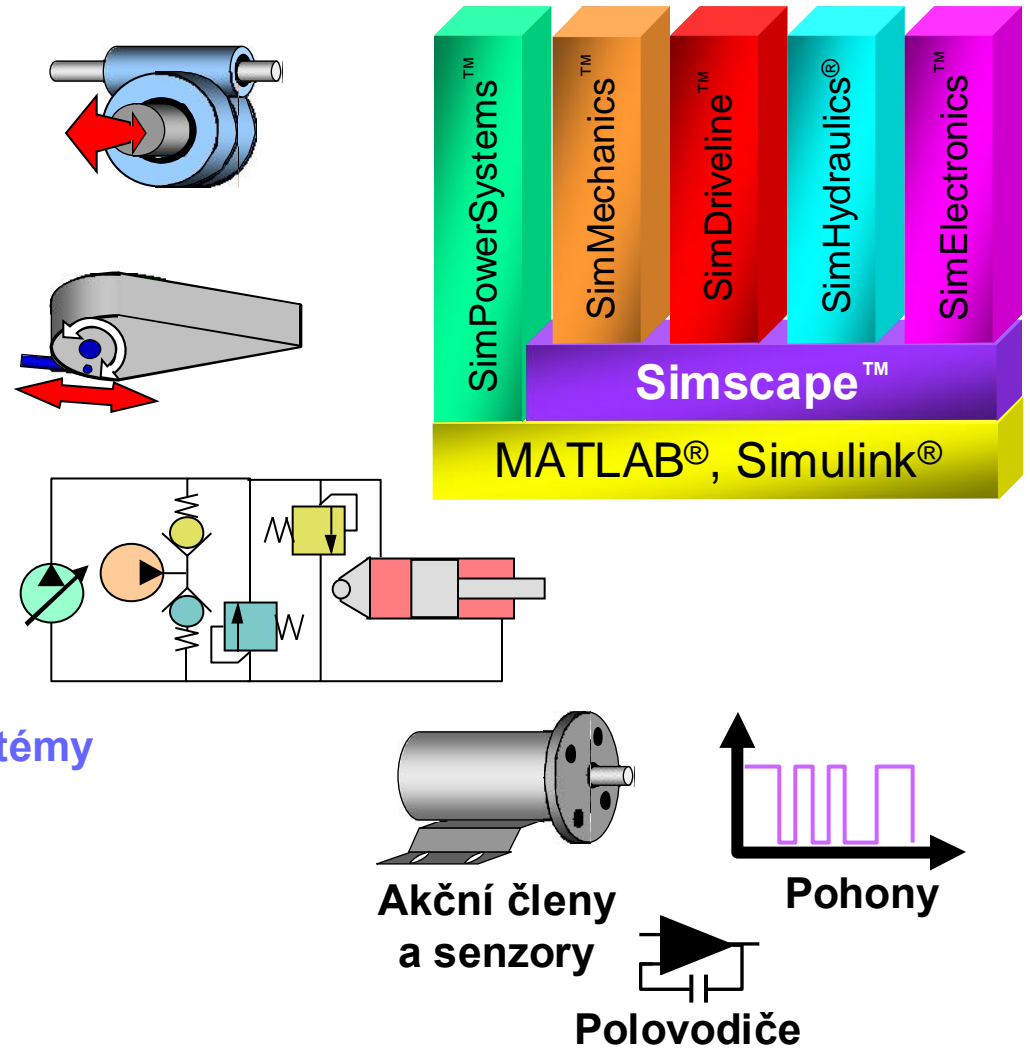 SimPowerSystems™
SimMechanics™
SimDriveline™
SimHydraulics®
SimElectronics™
Simscape™
MATLAB®, Simulink®
témy
Akční členy
a senzory
Pohony
Polovodiče